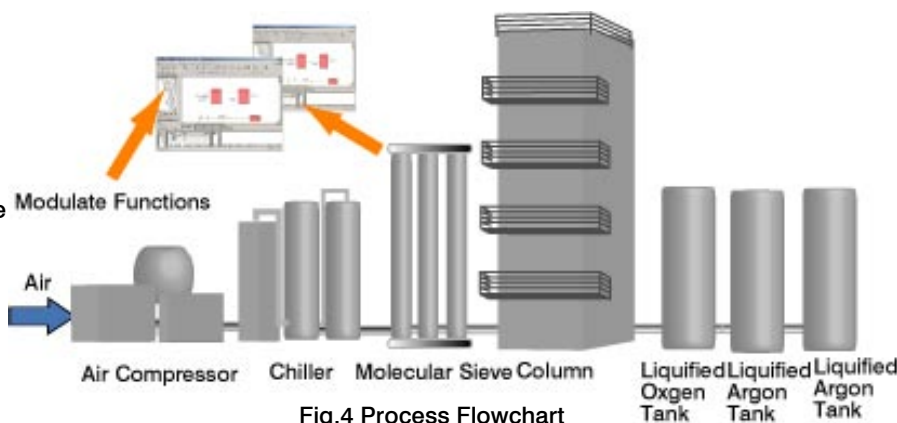 e
Modulate Functions
Air
Air Compressor
Chiller
Molecular Sieve
Column
Liquified
Oxgen
Tank
Liquified
Argon
Tank
Liquified
Argon
Tank
Fig.4 Process Flowchart